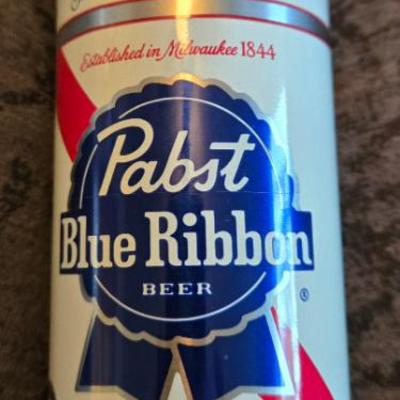 Established in Milwaukee 1844
Pabst
Blue Ribbon
BEER
®